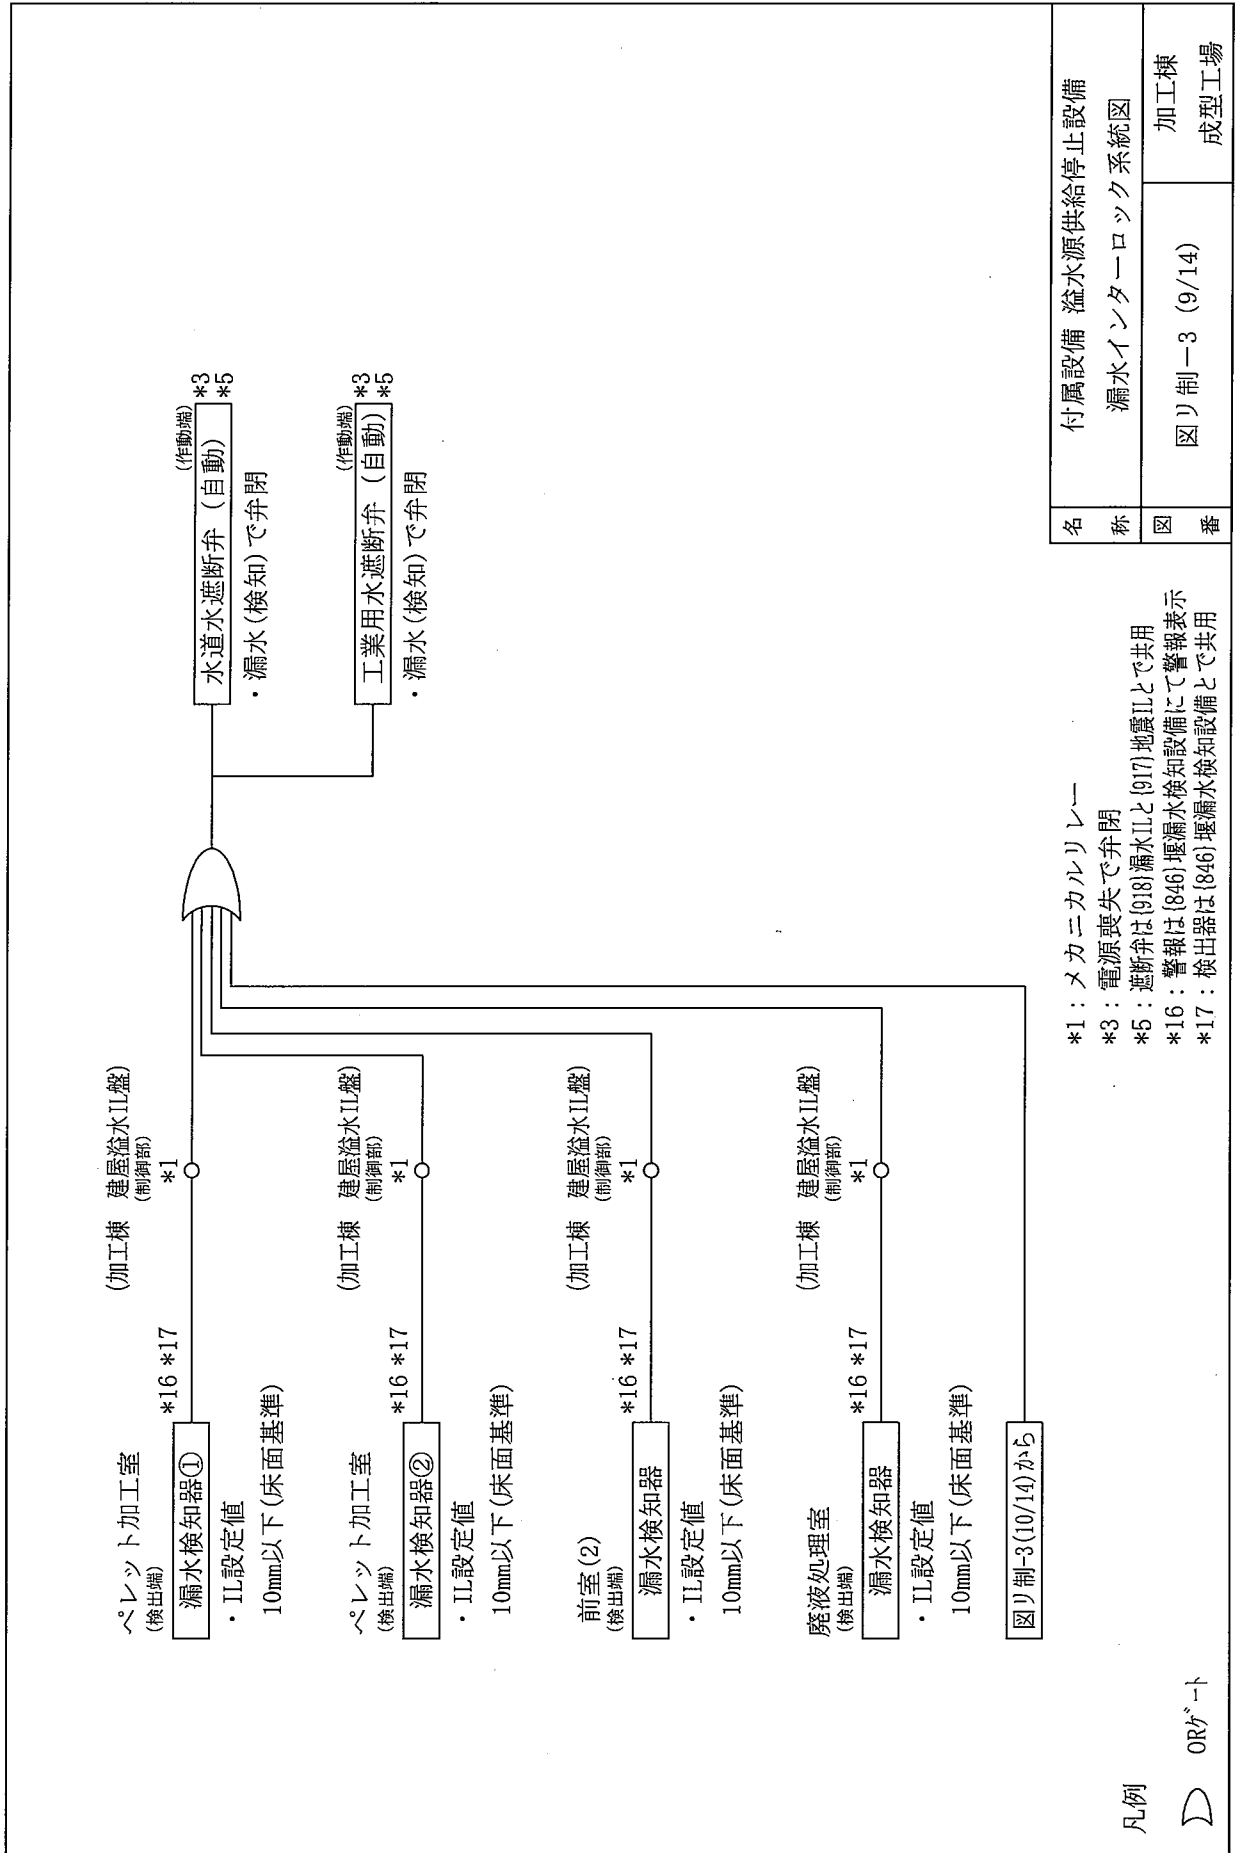 ペレット加工室
(検出端)
漏水検知器①
*16 *17
・IL設定値
10mm以下(床面基準)
(加工棟 建屋溢水IL盤)
(制御部)
*1
ペレット加工室
(検出端)
漏水検知器②
*16 *17
・IL設定値
10mm以下(床面基準)
(加工棟 建屋溢水IL盤)
(制御部)
*1
前室(2)
(検出端)
漏水検知器
*16 *17
・IL設定値
10mm以下(床面基準)
(加工棟 建屋溢水IL盤)
(制御部)
*1
廃液処理室
(検出端)
漏水検知器
*16 *17
・IL設定値
10mm以下(床面基準)
(加工棟 建屋溢水IL盤)
(制御部)
*1
図リ制-3(10/14)から
(作動端)
水道水遮断弁(自動)
*3
*5
・漏水(検知)で弁閉
(作動端)
工業用水遮断弁(自動)
*3
*5
・漏水(検知)で弁閉
凡例
ORゲート
*1：メカニカルリレー
*3：電源喪失で弁閉
*5：遮断弁は{918}漏水ILと{917}地震ILとで共用
*16：警報は{846}堰漏水検知設備にて警報表示
*17：検出器は{846}堰漏水検知設備とで共用
名称
付属設備 溢水源供給停止設備
漏水インターロック系統図
図番
図リ制－3 (9/14)
加工棟
成型工場